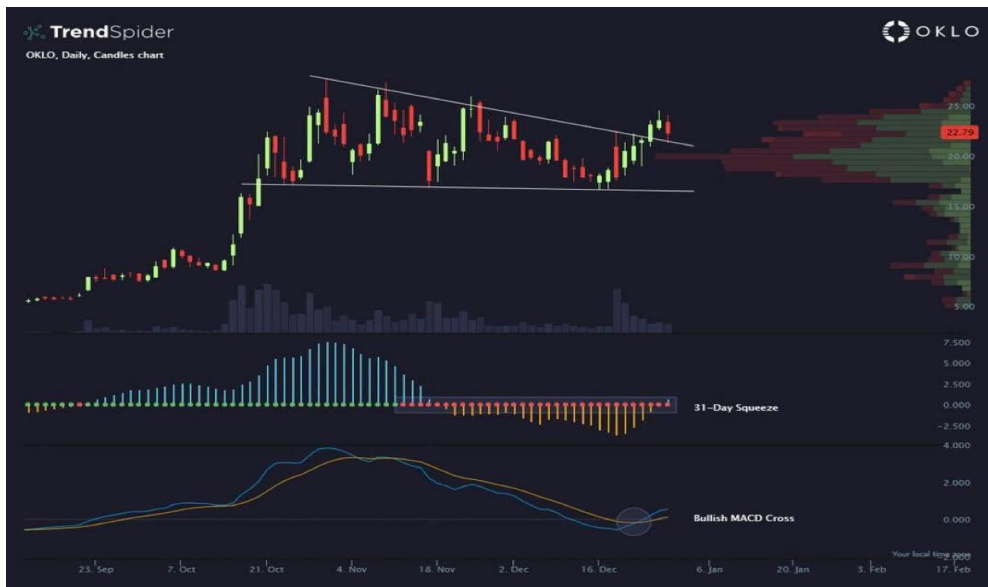 TrendSpider
OKLO
OKLO, Daily, Candles chart
25.00
22.79
20.00
15.00
10.00
5.00
7.500
5.000
2.500
0.000
31-Day Squeeze
−2.500
4.000
2.000
0.000
Bullish MACD Cross
Your local time zone
−2.000
23. Sep 7. Oct 21. Oct 4. Nov 18. Nov 2. Dec 16. Dec 6. Jan 20. Jan 3. Feb 17. Feb